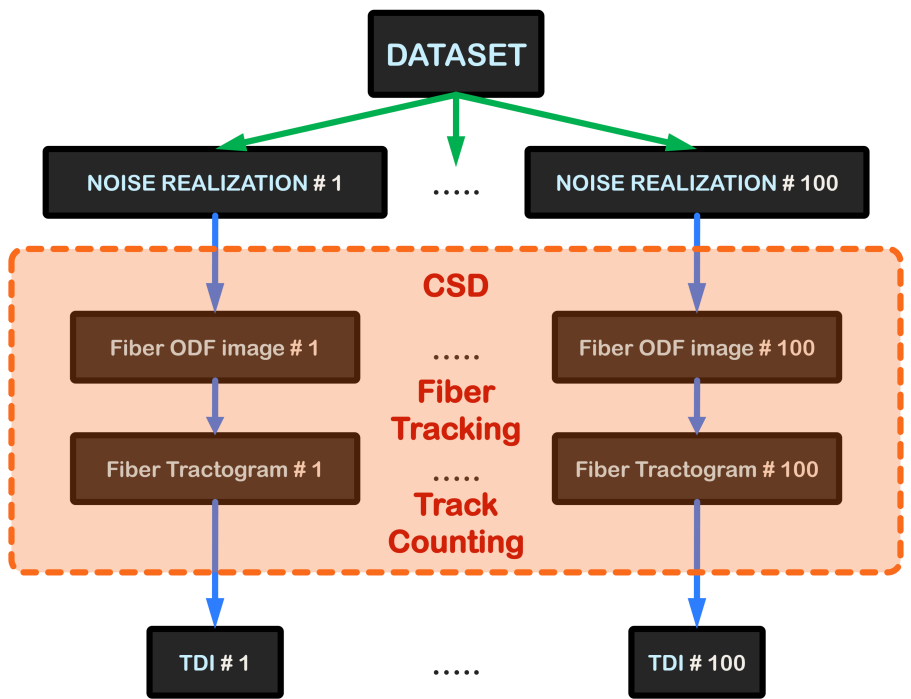 DATASET
NOISE REALIZATION # 1
.....
NOISE REALIZATION # 100
CSD
Fiber ODF image # 1
.....
Fiber ODF image # 100
Fiber
Tracking
Fiber Tractogram # 1
.....
Fiber Tractogram # 100
Track
Counting
TDI # 1
.....
TDI # 100